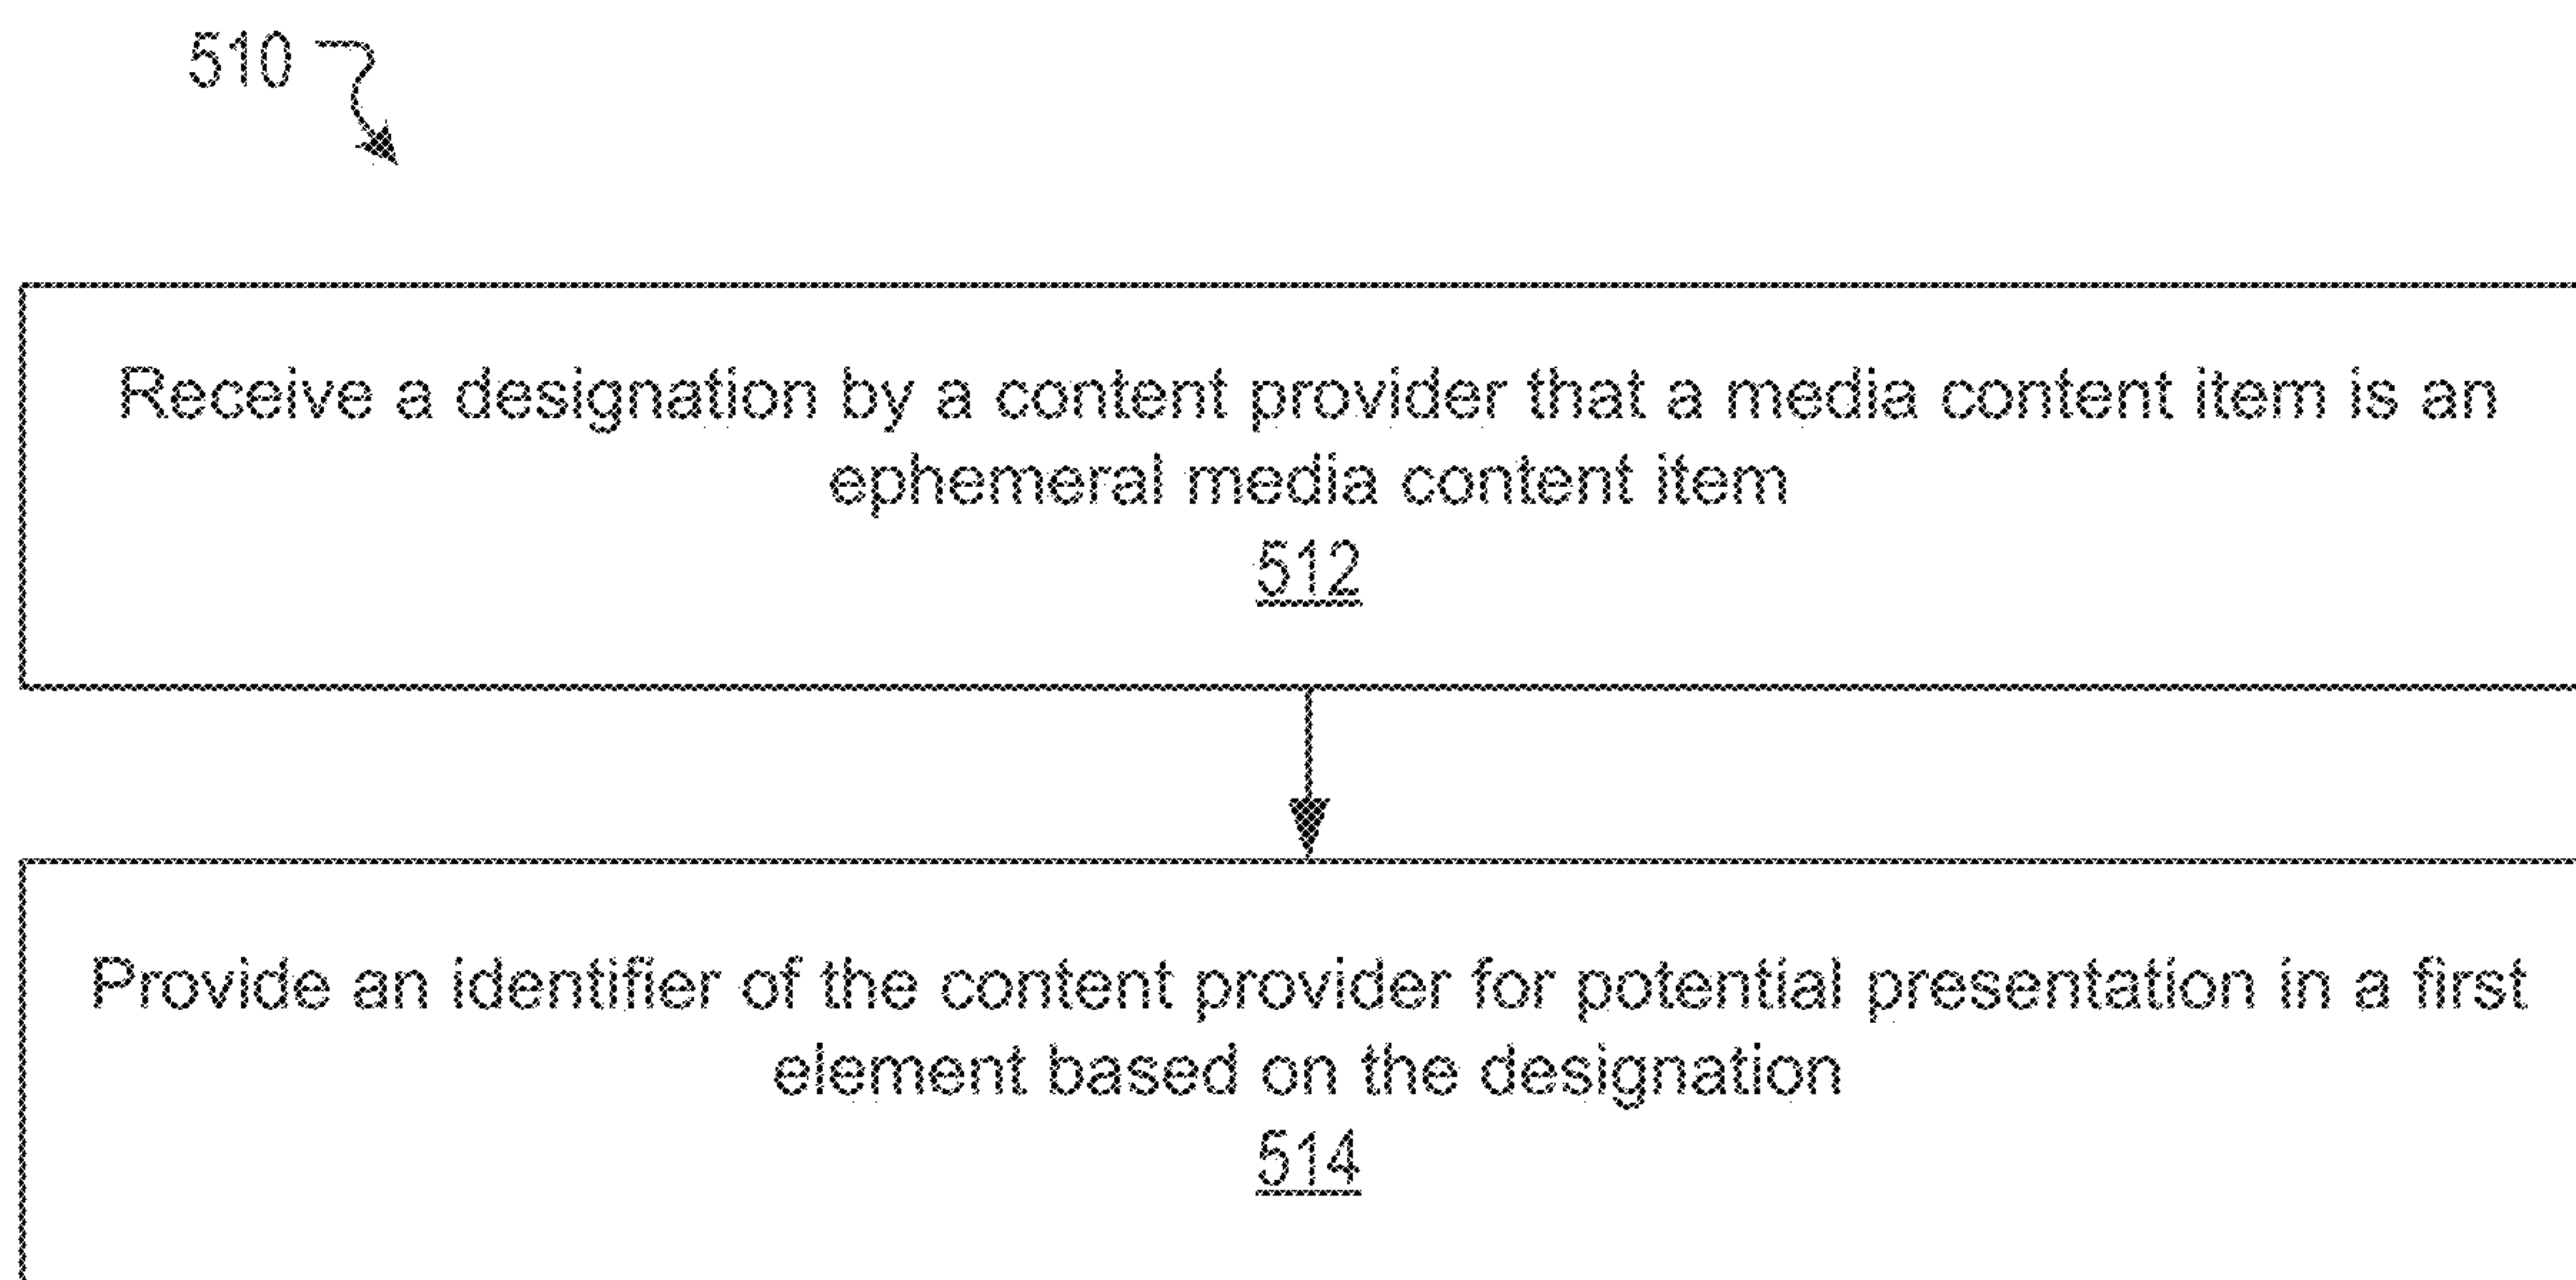 510
Receive a designation by a content provider that a media content item is an
ephemeral media content item
512
Provide an identifier of the content provider for potential presentation in a first
element based on the designation
514